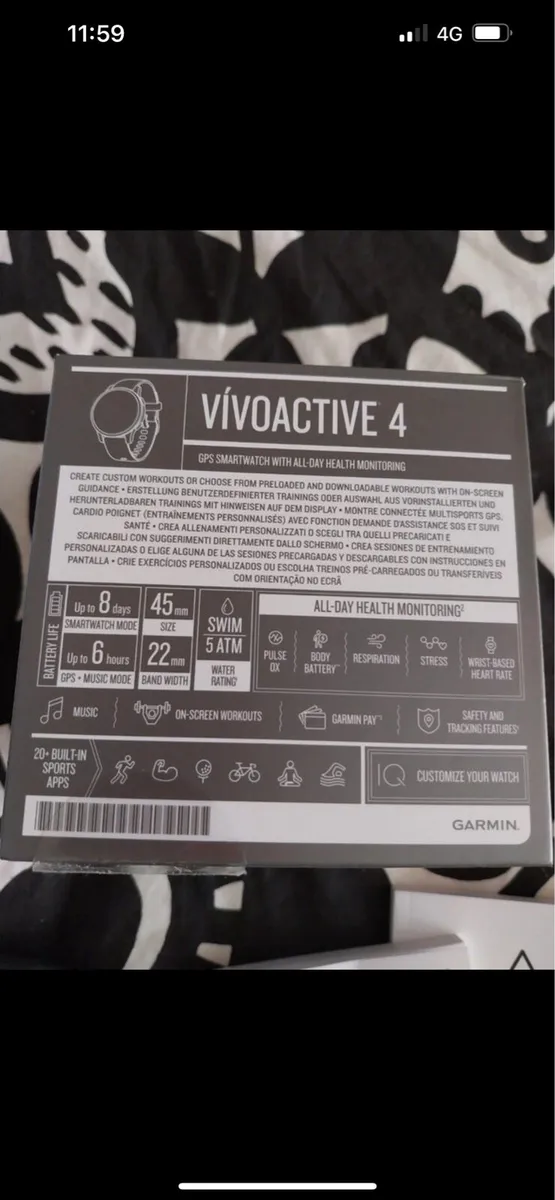 11:59
4G
VÍVOACTIVE 4
GPS SMARTWATCH WITH ALL-DAY HEALTH MONITORING
CREATE CUSTOM WORKOUTS OR CHOOSE FROM PRELOADED AND DOWNLOADABLE WORKOUTS WITH ON-SCREEN
GUIDANCE • ERSTELLUNG BENUTZERDEFINIERTER TRAININGS ODER AUSWAHL AUS VORINSTALLIERTEN UND
HERUNTERLADBAREN TRAININGS MIT HINWEISEN AUF DEM DISPLAY • MONTRE CONNECTÉE MULTISPORTS GPS,
CARDIO POIGNET (ENTRAÎNEMENTS PERSONNALISÉS) AVEC FONCTION DEMANDE D'ASSISTANCE SOS ET SUIVI
SANTÉ • CREA ALLENAMENTI PERSONALIZZATI O SCEGLI TRA QUELLI PRECARICATI E
SCARICABILI CON SUGGERIMENTI DIRETTAMENTE DALLO SCHERMO • CREA SESIONES DE ENTRENAMIENTO
PERSONALIZADAS O ELIGE ALGUNA DE LAS SESIONES PRECARGADAS Y DESCARGABLES CON INSTRUCCIONES EN
PANTALLA • CRIE EXERCÍCIOS PERSONALIZADOS OU ESCOLHA TREINOS PRÉ-CARREGADOS OU TRANSFERÍVEIS
COM ORIENTAÇÃO NO ECRÃ
BATTERY LIFE
Up to 8 days
SMARTWATCH MODE
Up to 6 hours
GPS + MUSIC MODE
45mm
SIZE
22mm
BAND WIDTH
SWIM
5 ATM
WATER
RATING
ALL-DAY HEALTH MONITORING²
PULSE
OX
BODY
BATTERY™
RESPIRATION
STRESS
WRIST-BASED
HEART RATE
MUSIC
ON-SCREEN WORKOUTS
GARMIN PAY™
SAFETY AND
TRACKING FEATURES¹
20+ BUILT-IN
SPORTS
APPS
IQ
CUSTOMIZE YOUR WATCH
GARMIN.